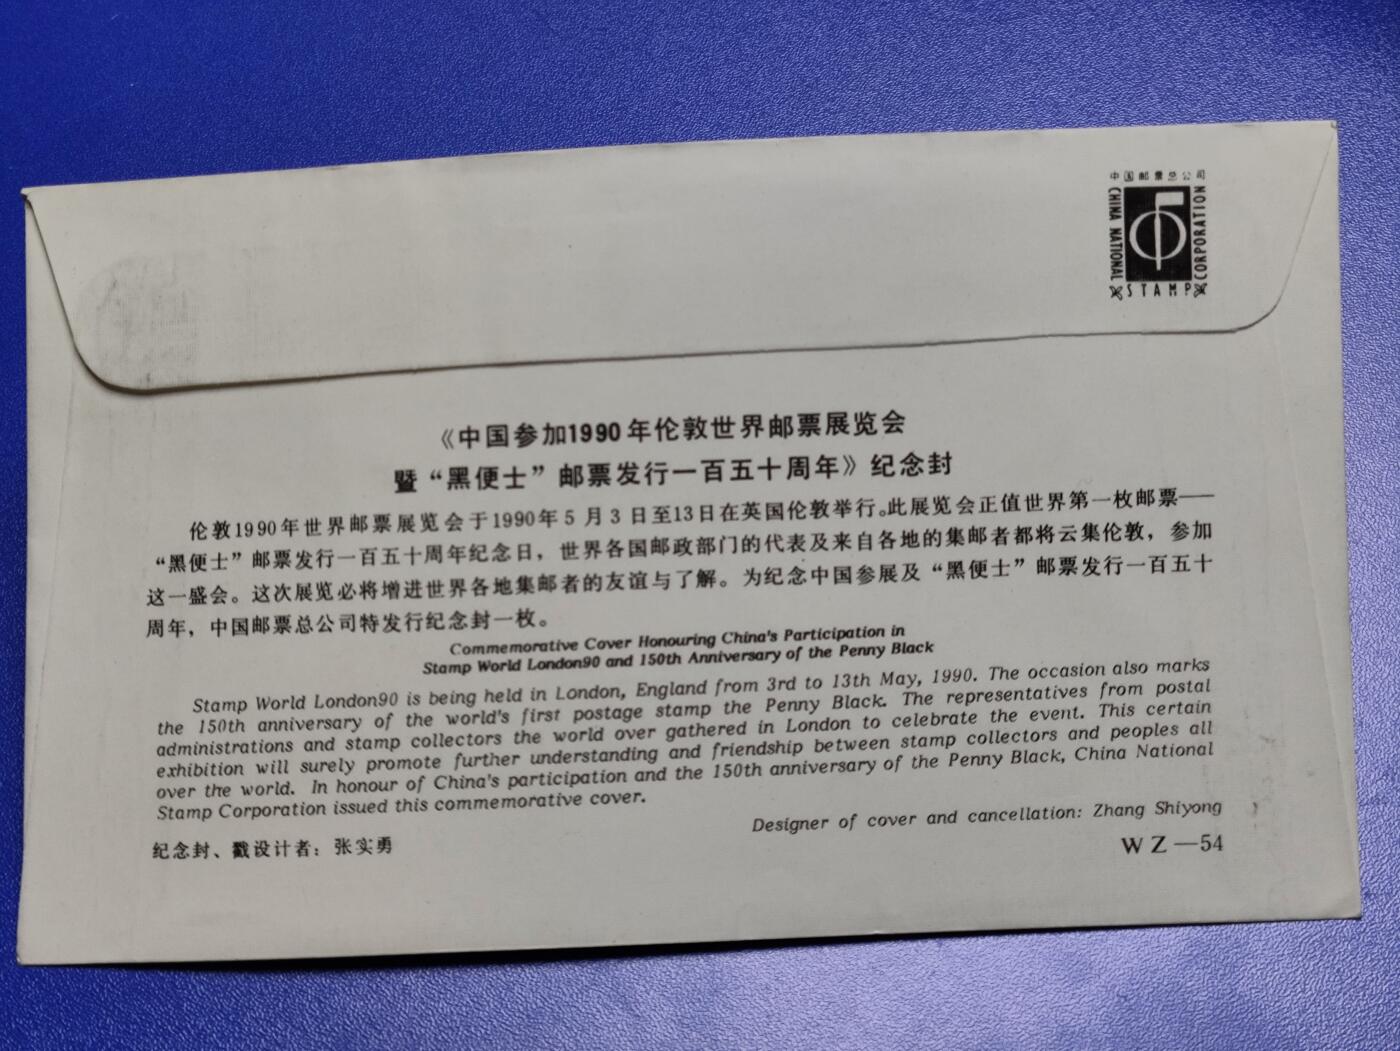 中国邮票总公司
CHINA NATIONAL
STAMP
CORPORATION
《中国参加1990年伦敦世界邮票展览会
暨“黑便士”邮票发行一百五十周年》纪念封
伦敦1990年世界邮票展览会于1990年5月3日至13日在英国伦敦举行。此展览会正值世界第一枚邮票——
“黑便士”邮票发行一百五十周年纪念日，世界各国邮政部门的代表及来自各地的集邮者都将云集伦敦，参加
这一盛会。这次展览必将增进世界各地集邮者的友谊与了解。为纪念中国参展及“黑便士”邮票发行一百五十
周年，中国邮票总公司特发行纪念封一枚。
Commemorative Cover Honouring China's Participation in
Stamp World London90 and 150th Anniversary of the Penny Black
Stamp World London90 is being held in London, England from 3rd to 13th May, 1990. The occasion also marks
the 150th anniversary of the world's first postage stamp the Penny Black. The representatives from postal
administrations and stamp collectors the world over gathered in London to celebrate the event. This certain
exhibition will surely promote further understanding and friendship between stamp collectors and peoples all
over the world. In honour of China's participation and the 150th anniversary of the Penny Black, China National
Stamp Corporation issued this commemorative cover.
Designer of cover and cancellation: Zhang Shiyong
纪念封、戳设计者：张实勇
WZ—54